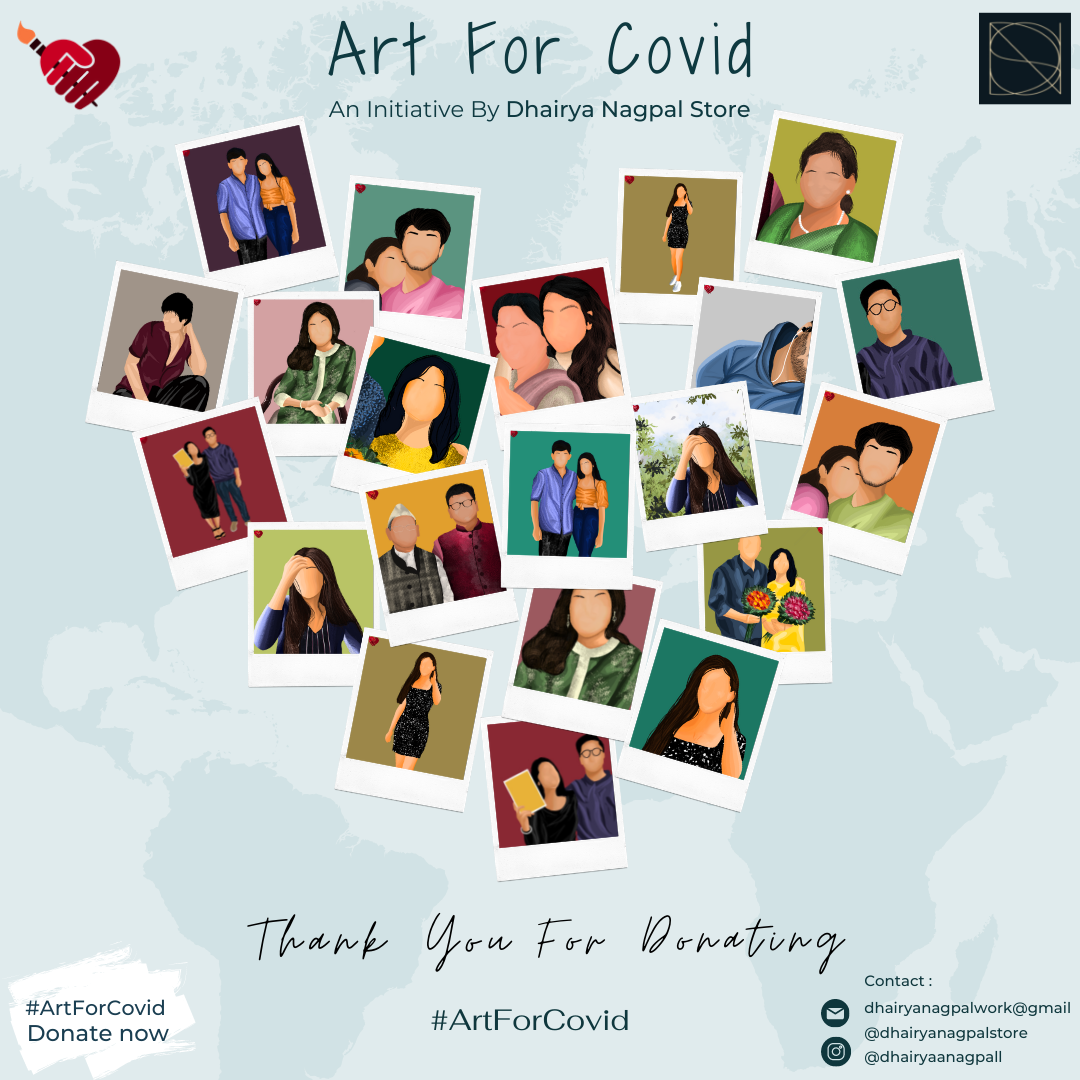 Art For Covid
An Initiative By Dhairya Nagpal Store
Thank You For Donating
#ArtForCovid
Donate now
#ArtForCovid
Contact :
dhairyanagpalwork@gmail
@dhairyanagpalstore
@dhairyaanagpall